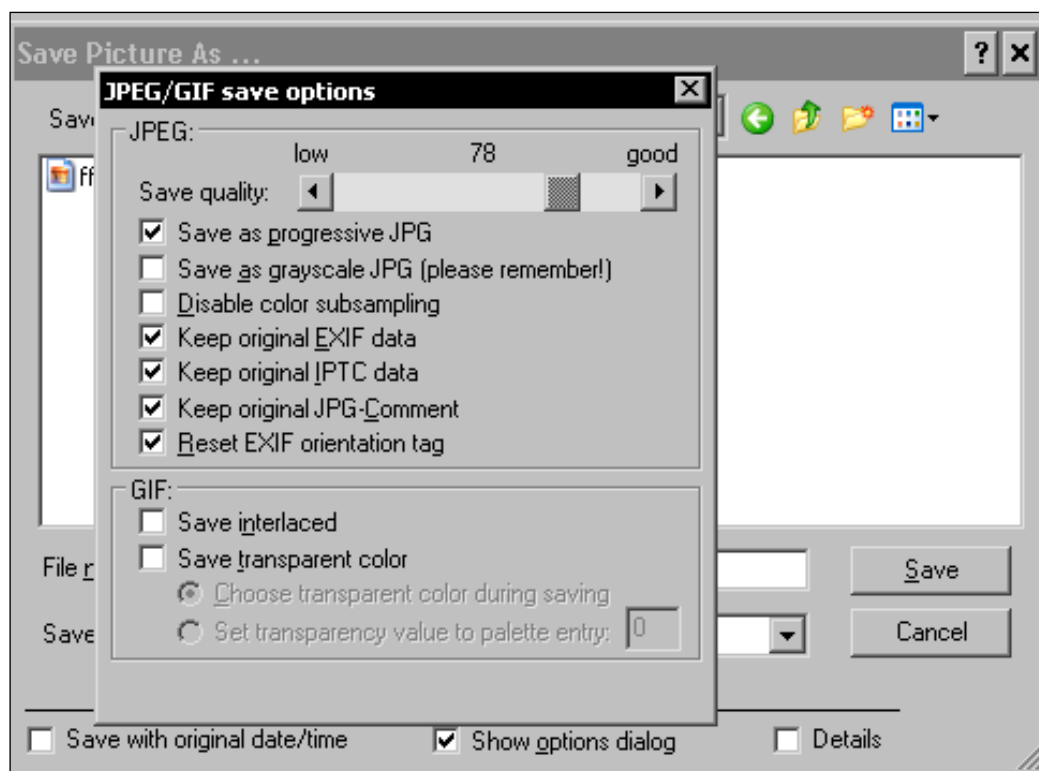 Save Picture As ...
JPEG/GIF save options
Sav
JPEG:
low 78 good
ff
Save quality:
Save as progressive JPG
Save as grayscale JPG (please remember!)
Disable color subsampling
Keep original EXIF data
Keep original IPTC data
Keep original JPG-Comment
Reset EXIF orientation tag
GIF:
Save interlaced
Save transparent color
File r
Save
Choose transparent color during saving
Save
Set transparency value to palette entry: 0
Cancel
Save with original date/time Show options dialog Details